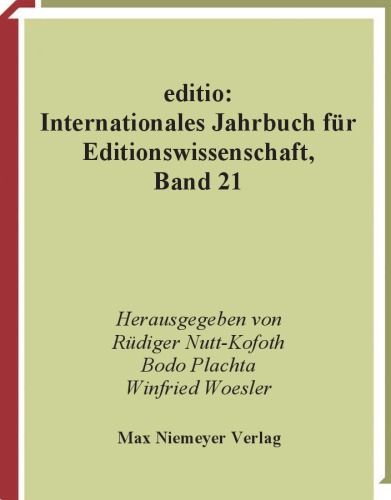 editio:
Internationales Jahrbuch für
Editionswissenschaft,
Band 21
Herausgegeben von
Rüdiger Nutt-Kofoth
Bodo Plachta
Winfried Woesler
Max Niemeyer Verlag